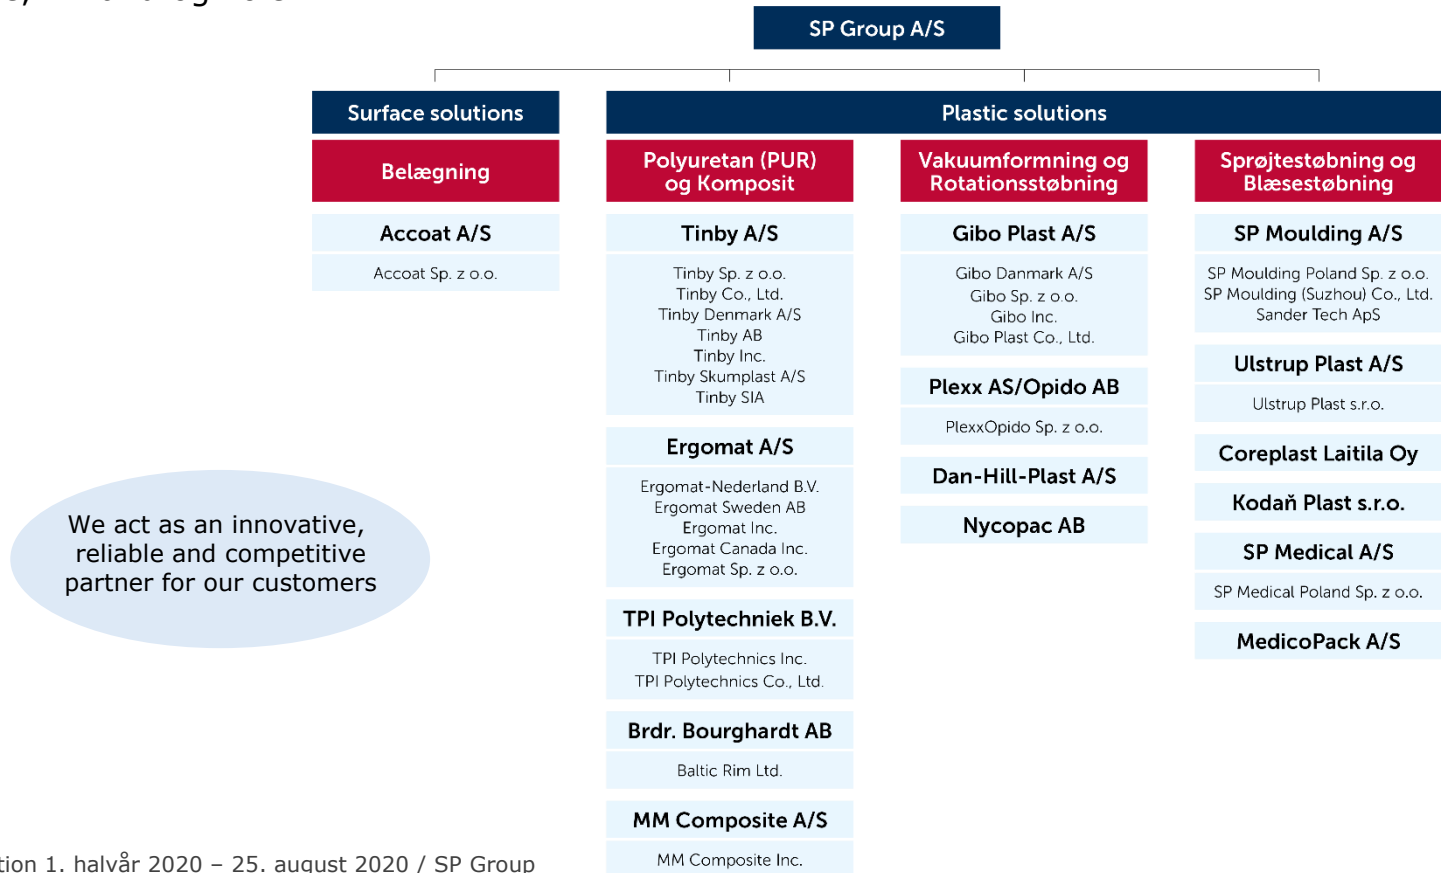 SP Group A/S
Surface solutions
Plastic solutions
Belægning
Accoat A/S
Accoat Sp. z o.o.
Polyuretan (PUR)
og Komposit
Tinby A/S
Tinby Sp. z o.o.
Tinby Co., Ltd.
Tinby Denmark A/S
Tinby AB
Tinby Inc.
Tinby Skumplast A/S
Tinby SIA
Ergomat A/S
Ergomat-Nederland B.V.
Ergomat Sweden AB
Ergomat Inc.
Ergomat Canada Inc.
Ergomat Sp. z o.o.
TPI Polytechniek B.V.
TPI Polytechnics Inc.
TPI Polytechnics Co., Ltd.
Brdr. Bourghardt AB
Baltic Rim Ltd.
MM Composite A/S
MM Composite Inc.
Vakuumformning og
Rotationsstøbning
Gibo Plast A/S
Gibo Danmark A/S
Gibo Sp. z o.o.
Gibo Inc.
Gibo Plast Co., Ltd.
Plexx AS/Opido AB
PlexxOpido Sp. z o.o.
Dan-Hill-Plast A/S
Nycopac AB
Sprøjtestøbning og
Blæsestøbning
SP Moulding A/S
SP Moulding Poland Sp. z o.o.
SP Moulding (Suzhou) Co., Ltd.
Sander Tech ApS
Ulstrup Plast A/S
Ulstrup Plast s.r.o.
Coreplast Laitila Oy
Kodaň Plast s.r.o.
SP Medical A/S
SP Medical Poland Sp. z o.o.
MedicoPack A/S
We act as an innovative,
reliable and competitive
partner for our customers
tion 1. halvår 2020 – 25. august 2020 / SP Group